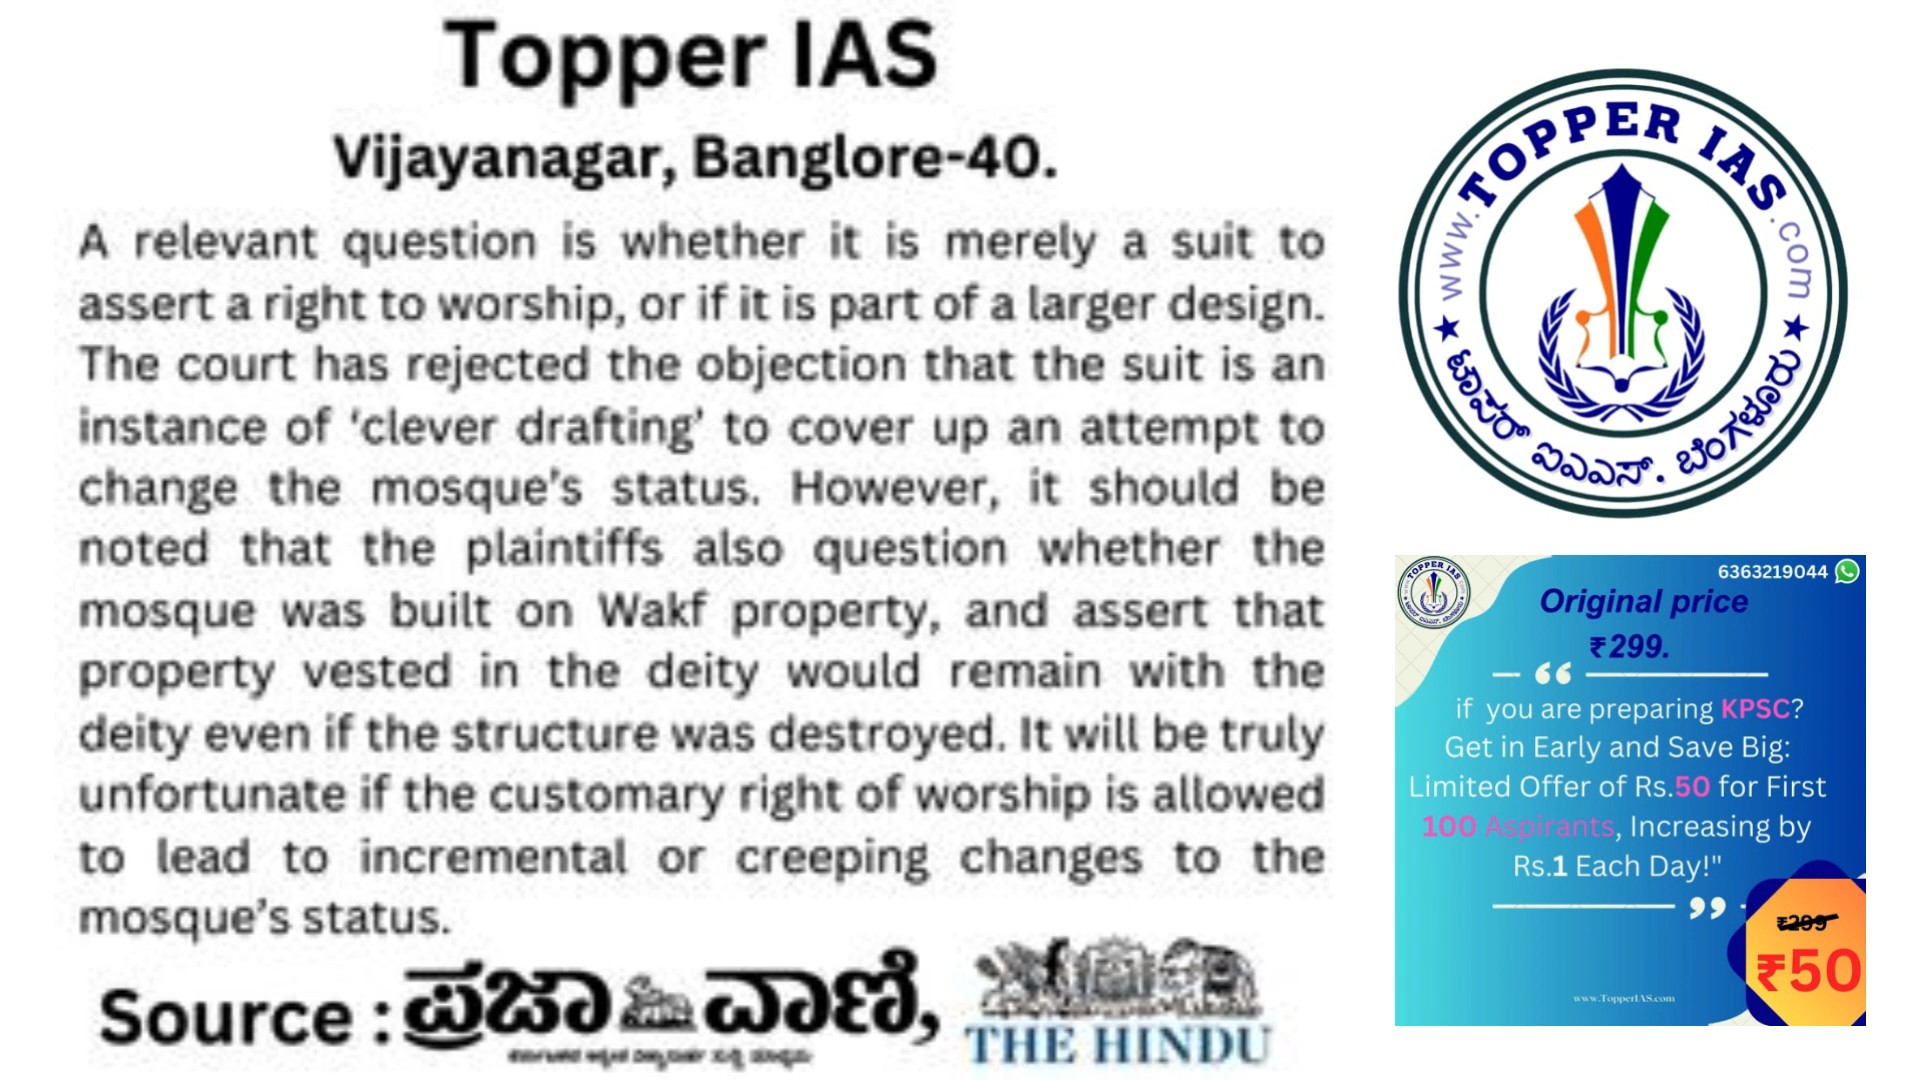 Topper IAS
Vijayanagar, Banglore-40.
A relevant question is whether it is merely a suit to
assert a right to worship, or if it is part of a larger design.
The court has rejected the objection that the suit is an
instance of ‘clever drafting’ to cover up an attempt to
change the mosque’s status. However, it should be
noted that the plaintiffs also question whether the
mosque was built on Wakf property, and assert that
property vested in the deity would remain with the
deity even if the structure was destroyed. It will be truly
unfortunate if the customary right of worship is allowed
to lead to incremental or creeping changes to the
mosque’s status.
Source : ಪ್ರಜಾವಾಣಿ, THE HINDU
www.TOPPER IAS.com
ಟಾಪರ್ ಐಎಎಸ್. ಬೆಂಗಳೂರು
TOPPER IAS
6363219044
Original price
₹299.
“
if you are preparing KPSC?
Get in Early and Save Big:
Limited Offer of Rs.50 for First
100 Aspirants, Increasing by
Rs.1 Each Day!"
”
₹299
₹50
www.TopperIAS.com